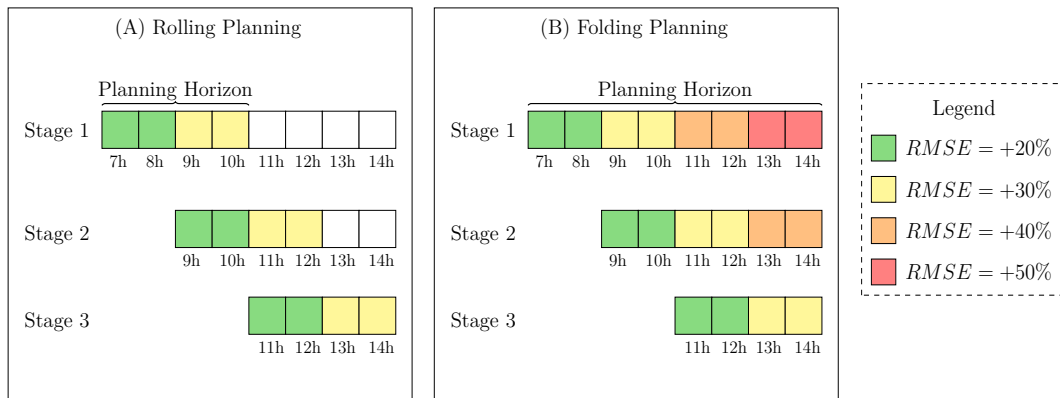 (A) Rolling Planning
Planning Horizon
Stage 1
7h 8h 9h 10h 11h 12h 13h 14h
Stage 2
9h 10h 11h 12h 13h 14h
Stage 3
11h 12h 13h 14h
(B) Folding Planning
Planning Horizon
Stage 1
7h 8h 9h 10h 11h 12h 13h 14h
Stage 2
9h 10h 11h 12h 13h 14h
Stage 3
11h 12h 13h 14h
Legend
RMSE = +20%
RMSE = +30%
RMSE = +40%
RMSE = +50%